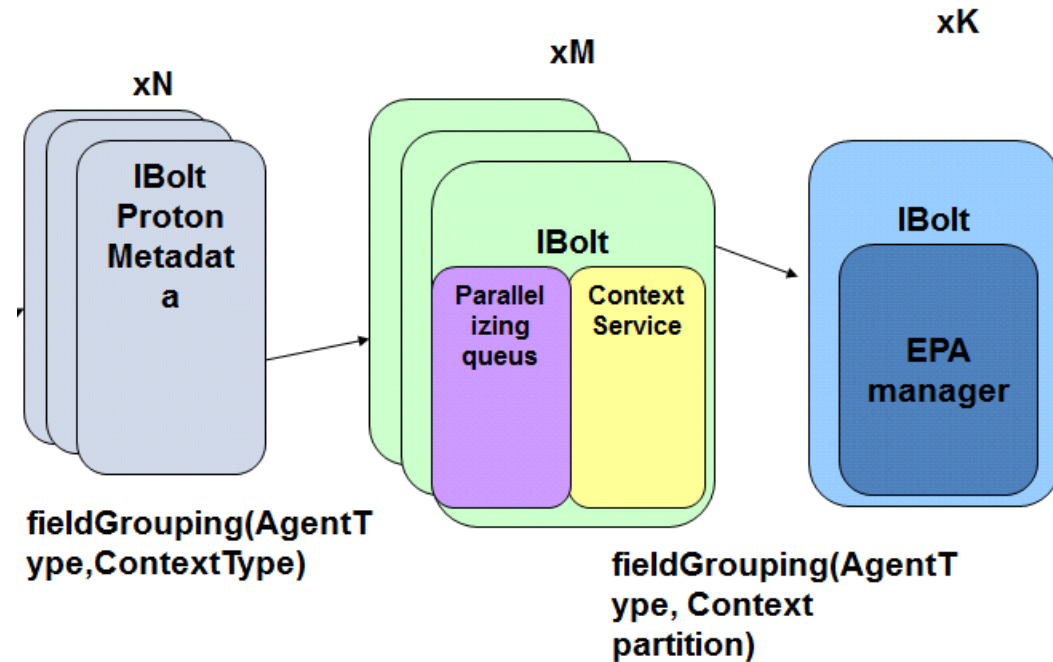 xN
IBolt
Proton
Metadat
a
fieldGrouping(AgentT
ype,ContextType)
xM
IBolt
Parallel
izing
queus
Context
Service
fieldGrouping(AgentT
ype, Context
partition)
xK
IBolt
EPA
manager